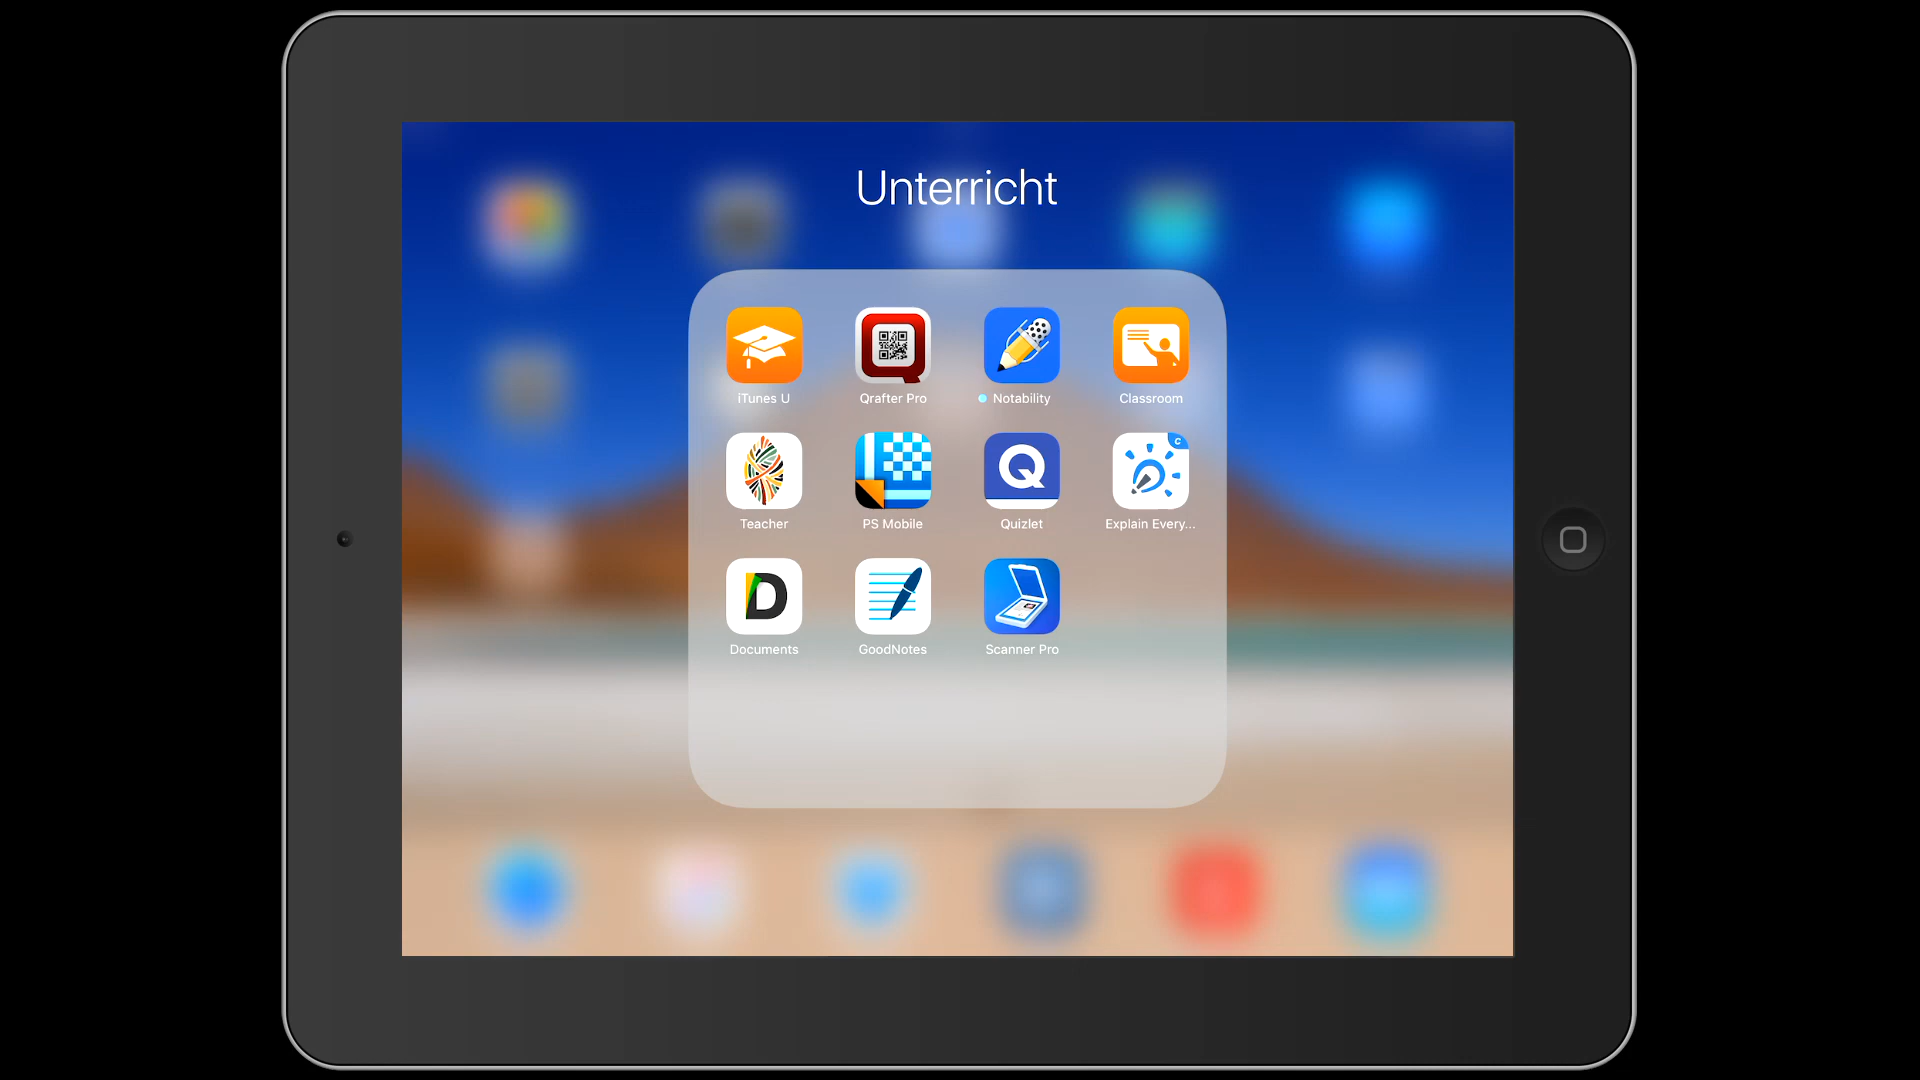 Unterricht
iTunes U
Qrafter Pro
Notability
Classroom
C
Teacher
PS Mobile
Q
Quizlet
Explain Every...
D
Documents
GoodNotes
Scanner Pro